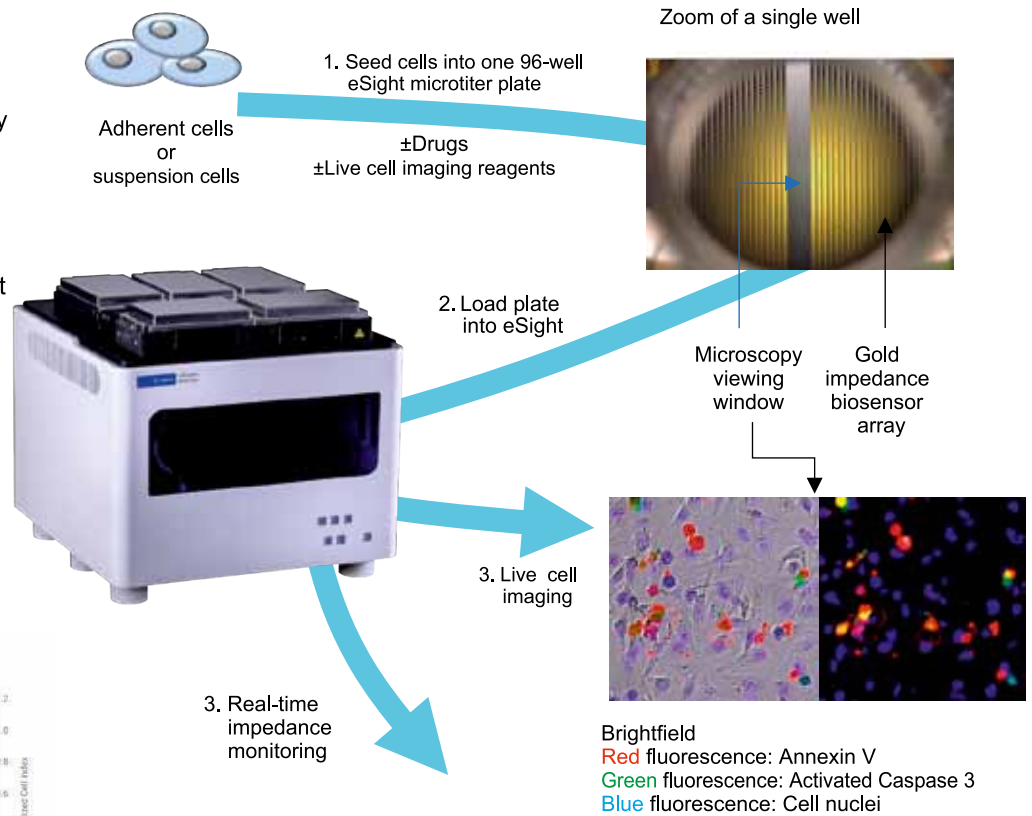 Zoom of a single well
1. Seed cells into one 96-well
eSight microtiter plate
±Drugs
±Live cell imaging reagents
Adherent cells
or
suspension cells
y
t
2. Load plate
into eSight
Microscopy
viewing
window
Gold
impedance
biosensor
array
3. Live cell
imaging
3. Real-time
impedance
monitoring
Brightfield
Red fluorescence: Annexin V
Green fluorescence: Activated Caspase 3
Blue fluorescence: Cell nuclei